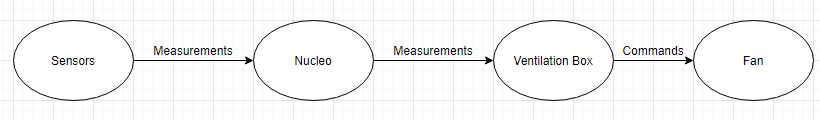 Sensors
Measurements
Nucleo
Measurements
Ventilation Box
Commands
Fan